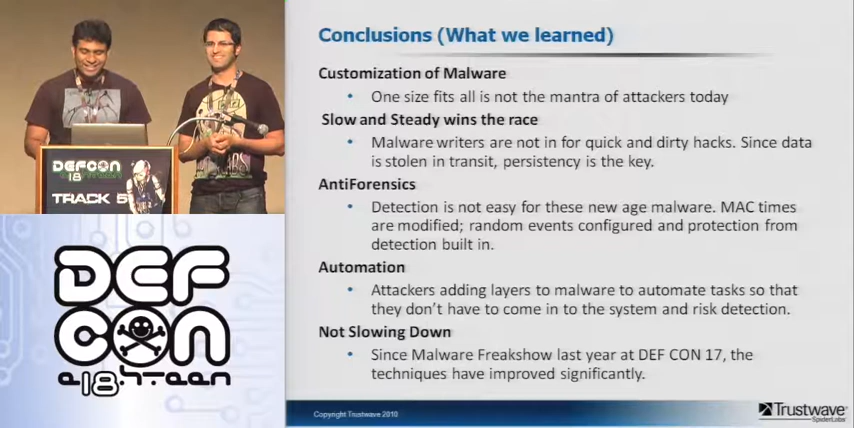 DEFCON
18
TRACK 5
DEF
CON
e18hteen
Conclusions (What we learned)
Customization of Malware
• One size fits all is not the mantra of attackers today
Slow and Steady wins the race
• Malware writers are not in for quick and dirty hacks. Since data
is stolen in transit, persistency is the key.
AntiForensics
• Detection is not easy for these new age malware. MAC times
are modified; random events configured and protection from
detection built in.
Automation
• Attackers adding layers to malware to automate tasks so that
they don't have to come in to the system and risk detection.
Not Slowing Down
• Since Malware Freakshow last year at DEF CON 17, the
techniques have improved significantly.
Copyright Trustwave 2010
Trustwave®
SpiderLabs